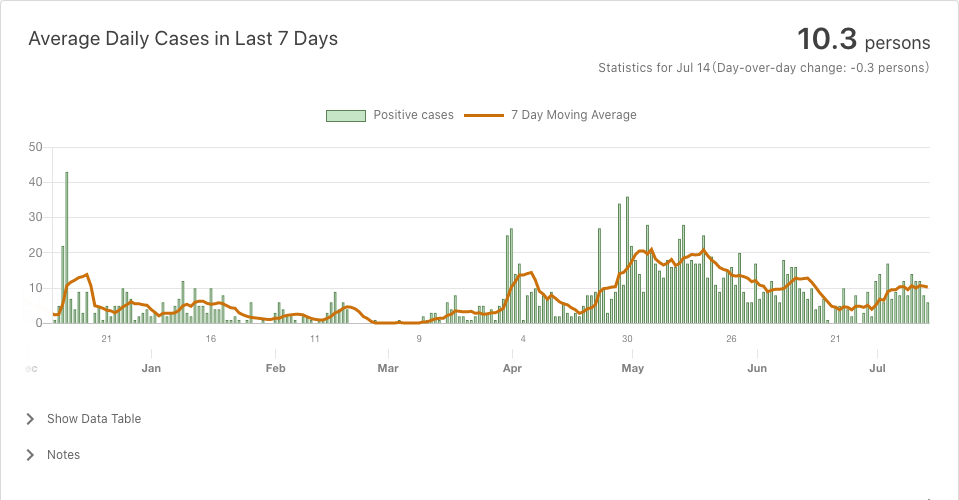 Average Daily Cases in Last 7 Days
10.3 persons
Statistics for Jul 14(Day-over-day change: -0.3 persons)
Positive cases
7 Day Moving Average
50
40
30
20
10
0
21 16 11 9 4 30 26 21
Jan Feb Mar Apr May Jun Jul
Show Data Table
Notes